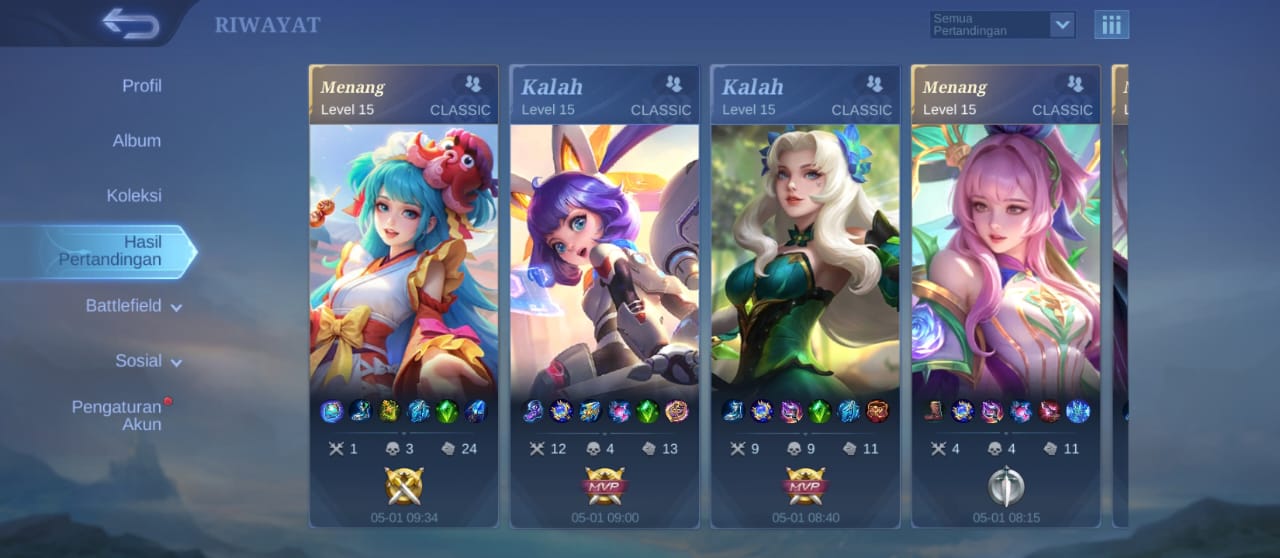 RIWAYAT
Semua
Pertandingan
Profil
Album
Koleksi
Hasil
Pertandingan
Battlefield
Sosial
Pengaturan
Akun
Menang
Level 15 CLASSIC
1 3 24
05-01 09:34
Kalah
Level 15 CLASSIC
12 4 13
MVP
05-01 09:00
Kalah
Level 15 CLASSIC
9 9 11
MVP
05-01 08:40
Menang
Level 15 CLASSIC
4 4 11
05-01 08:15